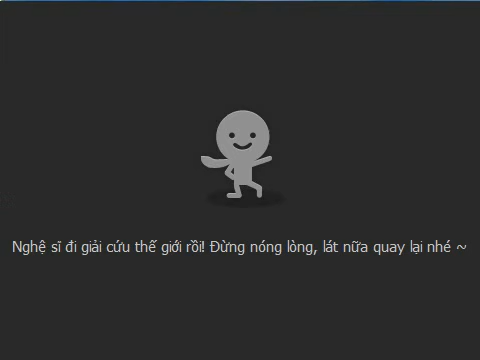 Nghệ sĩ đi giải cứu thế giới rồi! Đừng nóng lòng, lát nữa quay lại nhé ~